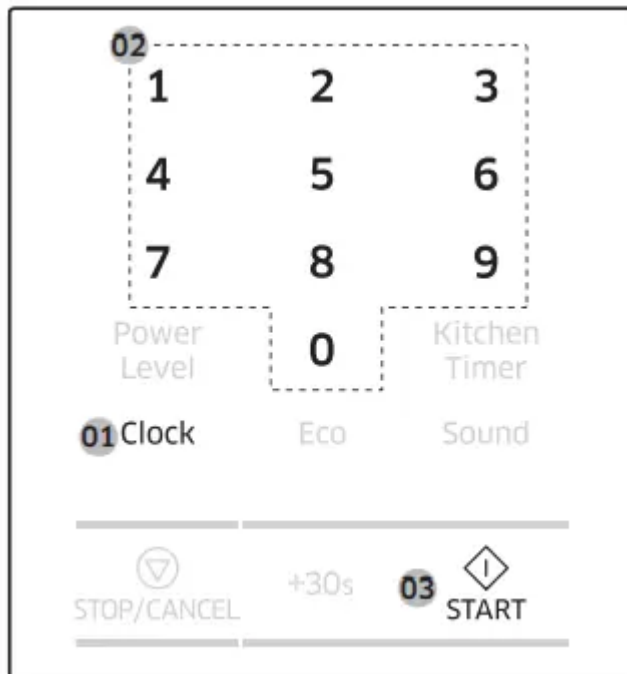 02
1 2 3
4 5 6
7 8 9
Power Level
0
Kitchen Timer
01 Clock
Eco
Sound
STOP/CANCEL
+30s
03
START